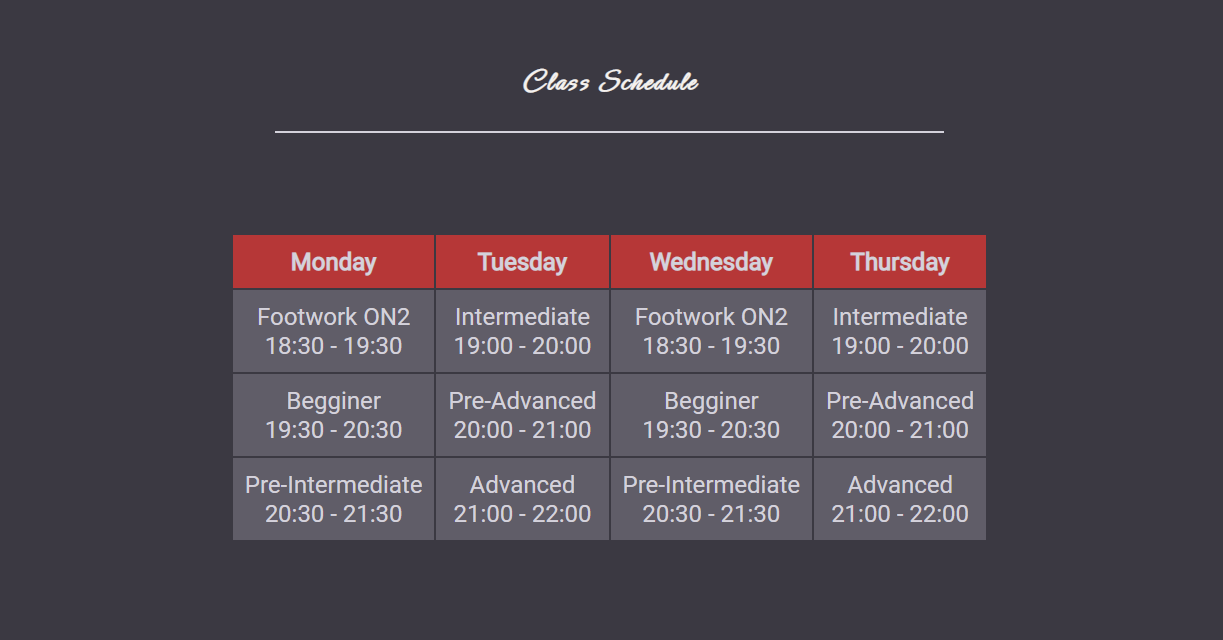 Class Schedule
Monday Tuesday Wednesday Thursday
Footwork ON2 Intermediate Footwork ON2 Intermediate
18:30 - 19:30 19:00 - 20:00 18:30 - 19:30 19:00 - 20:00
Begginer Pre-Advanced Begginer Pre-Advanced
19:30 - 20:30 20:00 - 21:00 19:30 - 20:30 20:00 - 21:00
Pre-Intermediate Advanced Pre-Intermediate Advanced
20:30 - 21:30 21:00 - 22:00 20:30 - 21:30 21:00 - 22:00